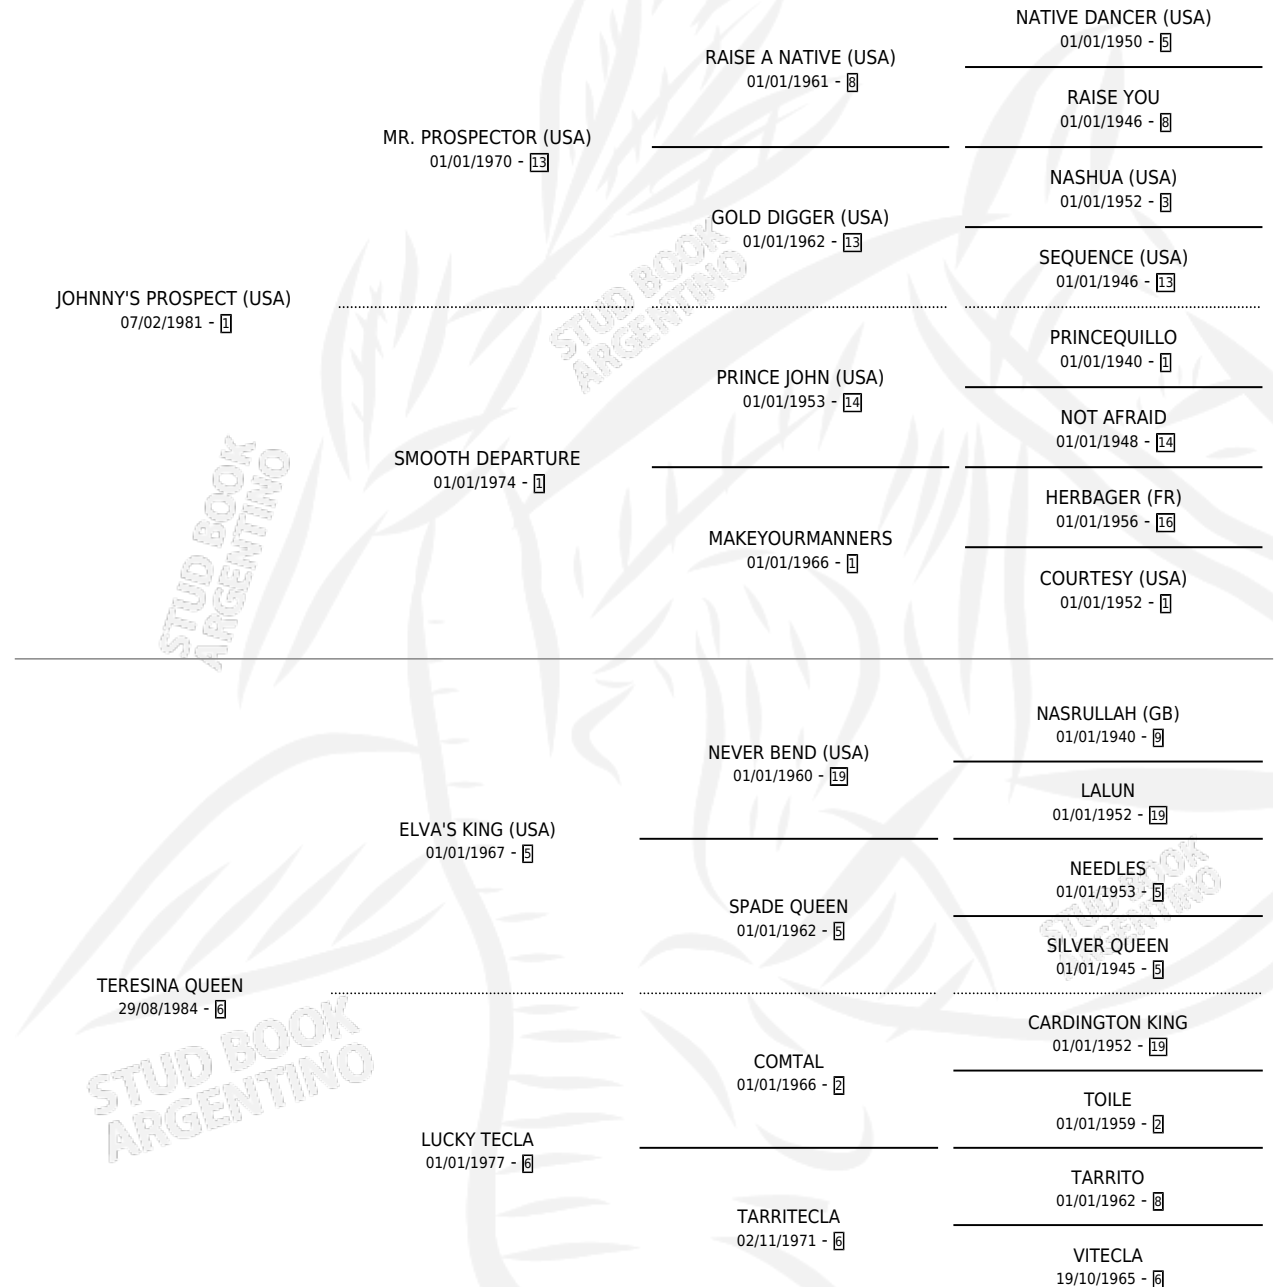 NATIVE DANCER (USA)
01/01/1950 - 5
RAISE A NATIVE (USA)
01/01/1961 - 8
RAISE YOU
01/01/1946 - 8
MR. PROSPECTOR (USA)
01/01/1970 - 13
NASHUA (USA)
01/01/1952 - 3
GOLD DIGGER (USA)
01/01/1962 - 13
SEQUENCE (USA)
01/01/1946 - 13
JOHNNY'S PROSPECT (USA)
07/02/1981 - 1
STUD BOOK
ARGENTINO
PRINCEQUILLO
01/01/1940 - 1
PRINCE JOHN (USA)
01/01/1953 - 14
NOT AFRAID
01/01/1948 - 14
SMOOTH DEPARTURE
01/01/1974 - 1
HERBAGER (FR)
01/01/1956 - 16
MAKEYOURMANNERS
01/01/1966 - 1
COURTESY (USA)
01/01/1952 - 1
STUD BOOK
ARGENTINO
NASRULLAH (GB)
01/01/1940 - 9
NEVER BEND (USA)
01/01/1960 - 19
LALUN
01/01/1952 - 19
ELVA'S KING (USA)
01/01/1967 - 5
NEEDLES
01/01/1953 - 5
SPADE QUEEN
01/01/1962 - 5
SILVER QUEEN
01/01/1945 - 5
STUD BOOK
ARGENTINO
TERESINA QUEEN
29/08/1984 - 6
CARDINGTON KING
01/01/1952 - 19
COMTAL
01/01/1966 - 2
TOILE
01/01/1959 - 2
STUD BOOK
ARGENTINO
LUCKY TECLA
01/01/1977 - 6
TARRITO
01/01/1962 - 8
TARRITECLA
02/11/1971 - 6
VITECLA
19/10/1965 - 6